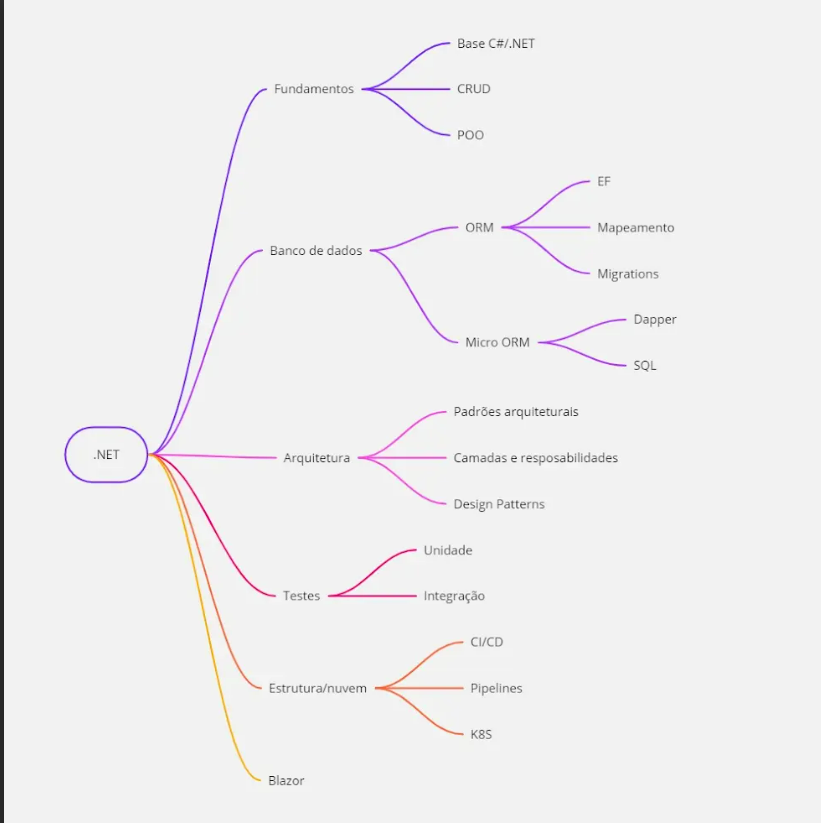 Base C#/.NET
Fundamentos
CRUD
POO
EF
ORM
Mapeamento
Banco de dados
Migrations
Dapper
Micro ORM
SQL
Padrões arquiteturais
.NET
Arquitetura
Camadas e resposabilidades
Design Patterns
Unidade
Testes
Integração
CI/CD
Estrutura/nuvem
Pipelines
K8S
Blazor